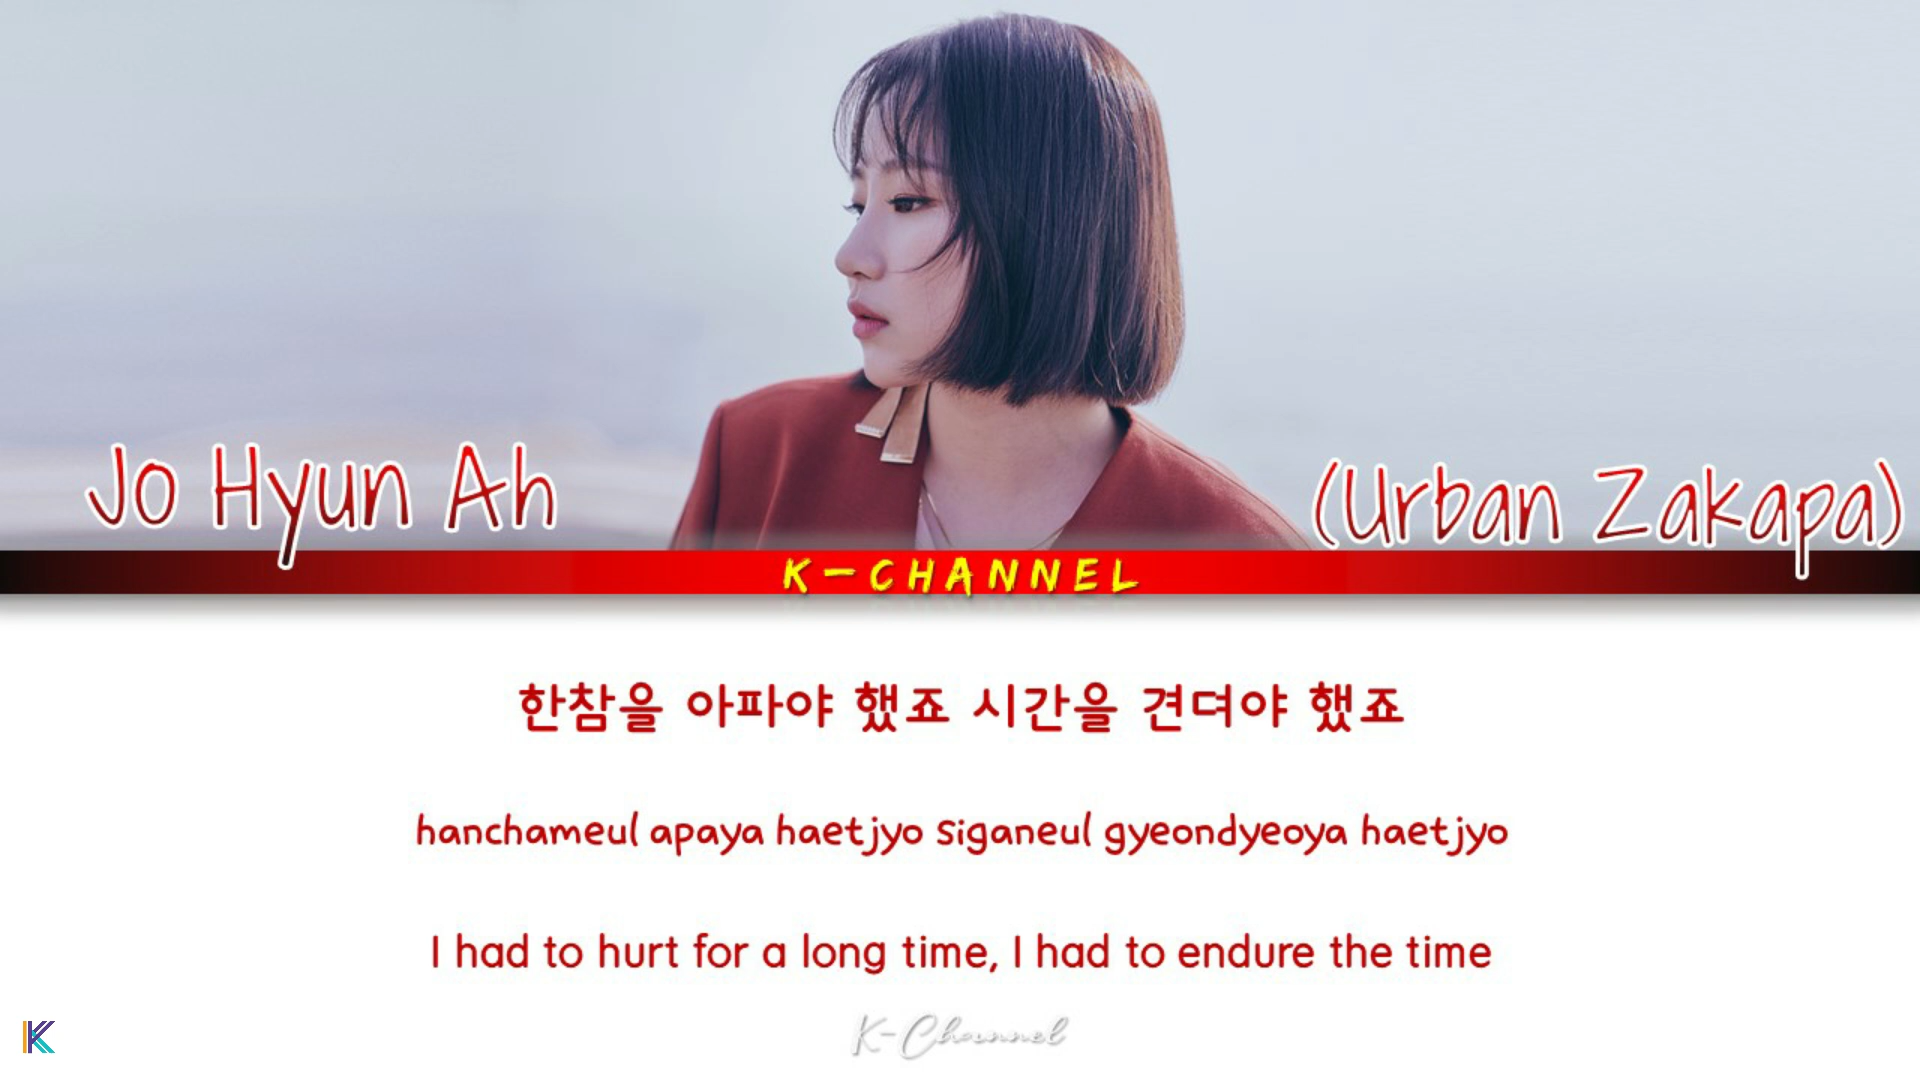 Jo Hyun Ah (Urban Zakapa)
K-CHANNEL
한참을 아파야 했죠 시간을 견뎌야 했죠
hanchameul apaya haetjyo siganeul gyeondyeoya haetjyo
I had to hurt for a long time, I had to endure the time
K-Channel
K